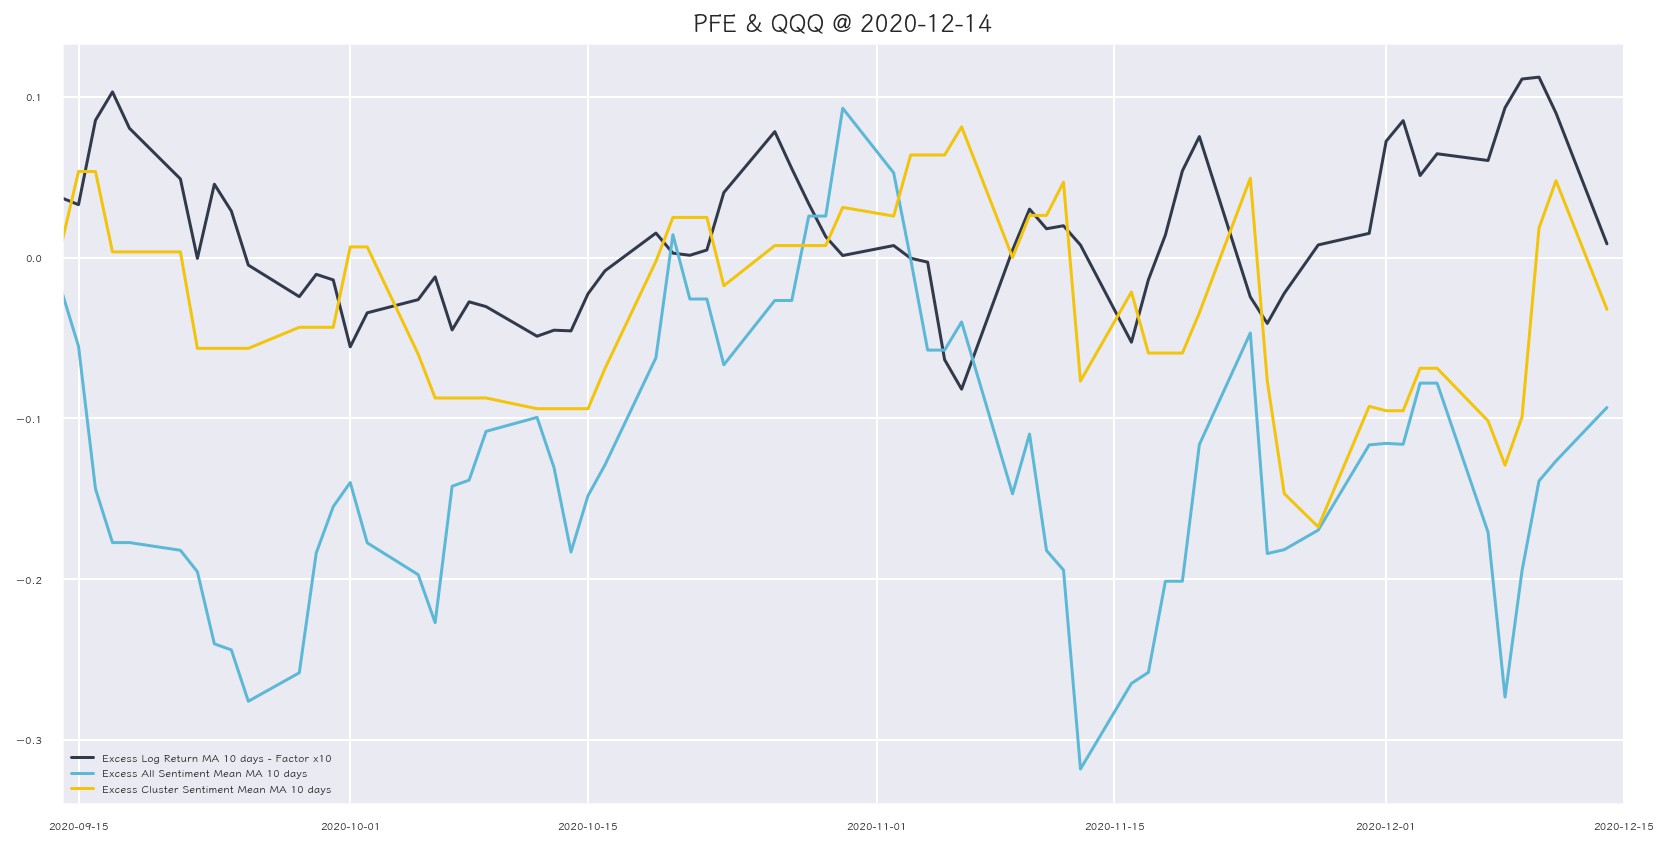 PFE & QQQ @ 2020-12-14
0.1
0.0
−0.1
−0.2
−0.3
Excess Log Return MA 10 days - Factor x10
Excess All Sentiment Mean MA 10 days
Excess Cluster Sentiment Mean MA 10 days
2020-09-15 2020-10-01 2020-10-15 2020-11-01 2020-11-15 2020-12-01 2020-12-15